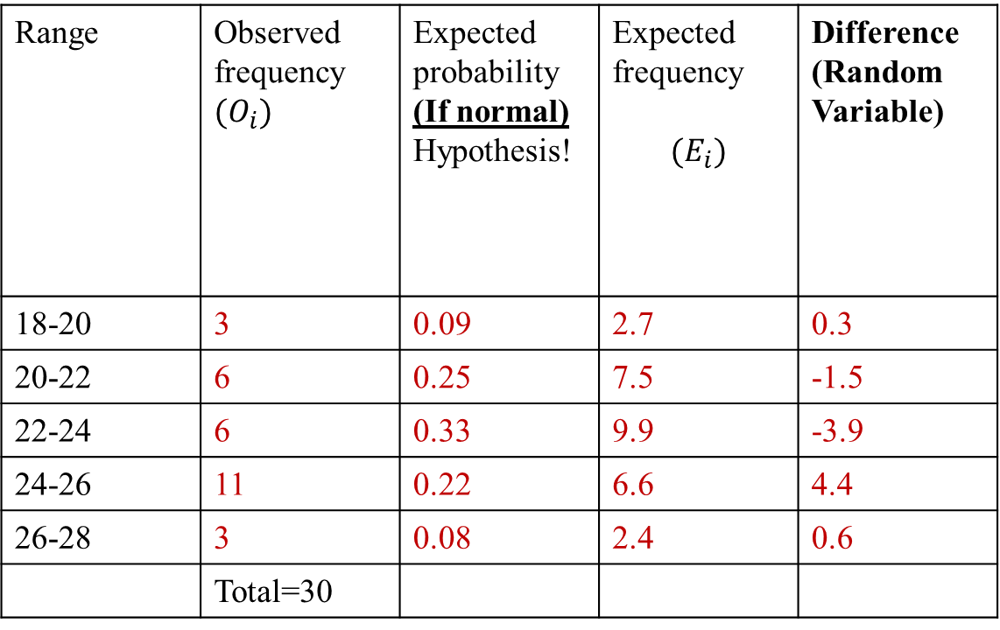 Range
Observed
frequency
(Oᵢ)
Expected
probability
(If normal)
Hypothesis!
Expected
frequency
(Eᵢ)
Difference
(Random
Variable)
18-20 3 0.09 2.7 0.3
20-22 6 0.25 7.5 -1.5
22-24 6 0.33 9.9 -3.9
24-26 11 0.22 6.6 4.4
26-28 3 0.08 2.4 0.6
Total=30